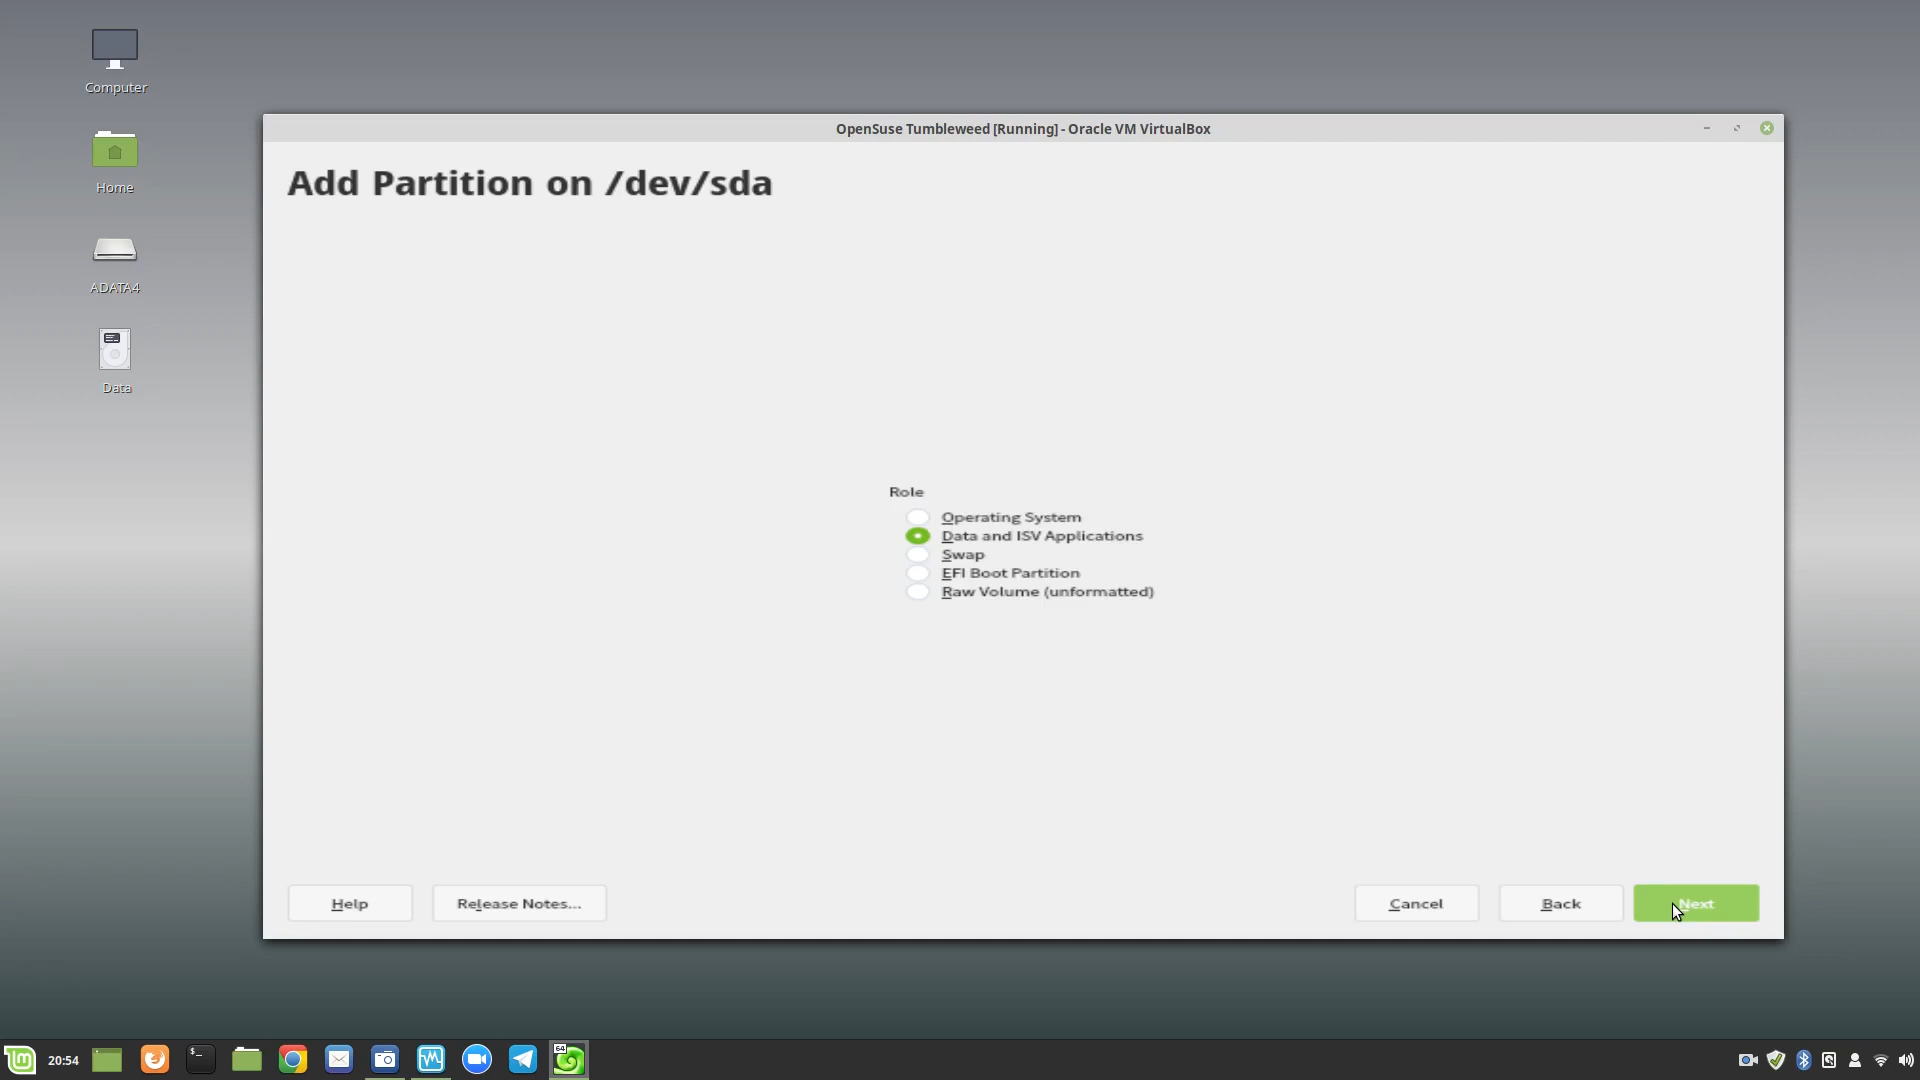 Computer
Home
ADATA4
Data
OpenSuse Tumbleweed [Running] - Oracle VM VirtualBox
Add Partition on /dev/sda
Role
Operating System
Data and ISV Applications
Swap
EFI Boot Partition
Raw Volume (unformatted)
Help
Release Notes...
Cancel
Back
Next
20:54
64